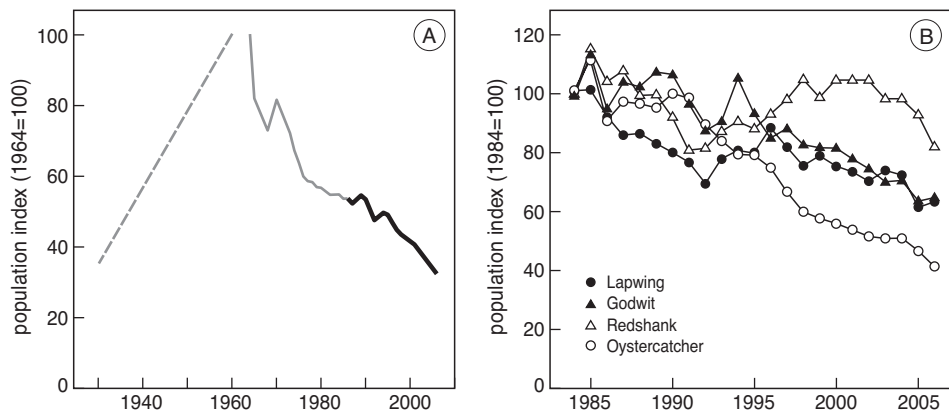 A
population index (1964=100)
100
80
60
40
20
0
1940
1960
1980
2000
B
population index (1984=100)
120
100
80
60
40
20
0
Lapwing
Godwit
Redshank
Oystercatcher
1985
1990
1995
2000
2005